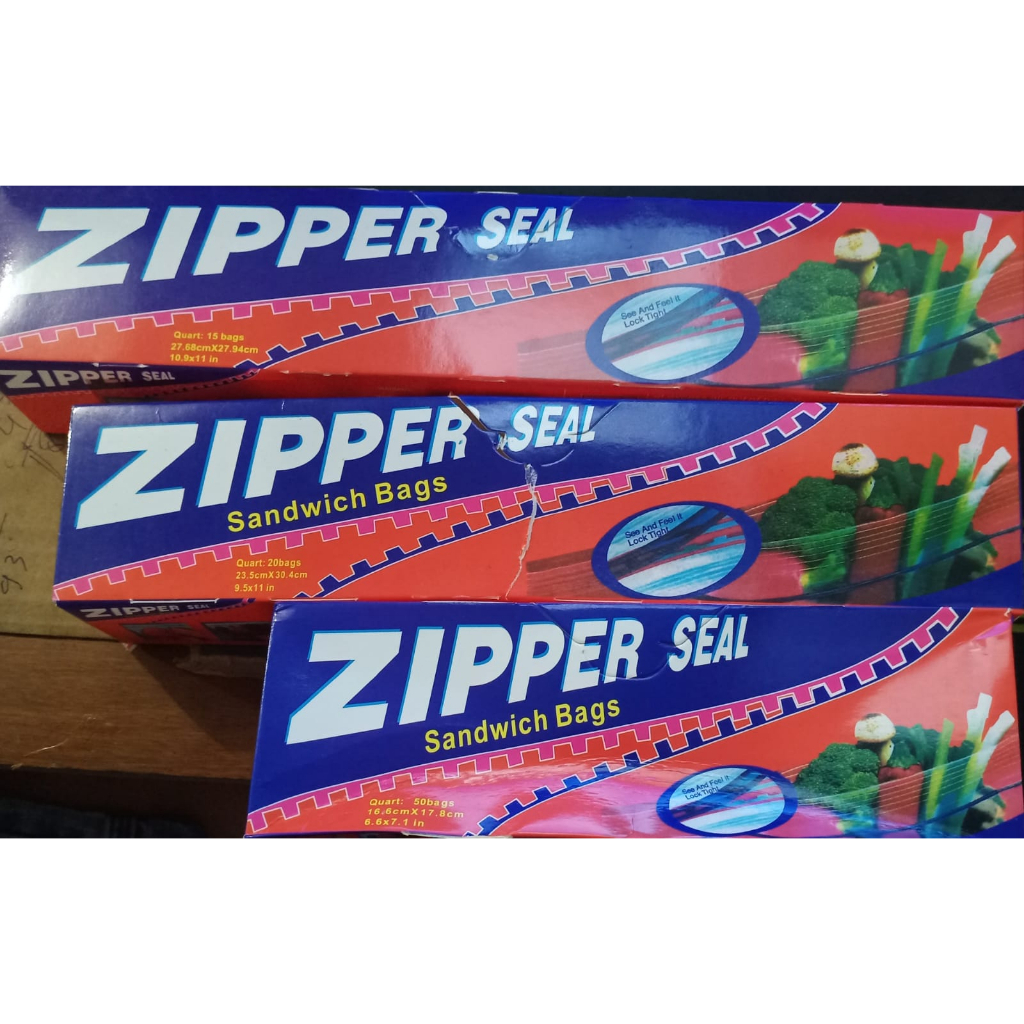 ZIPPER SEAL
See And Feel It
Lock Tight
Quart: 15 bags
27.68cmX27.94cm
10.9x11 in
ZIPPER SEAL
ZIPPER SEAL
Sandwich Bags
See And Feel It
Lock Tight
Quart: 20bags
23.5cmX30.4cm
9.5x11 in
ZIPPER SEAL
93
ZIPPER SEAL
Sandwich Bags
See And Feel It
Lock Tight
Quart: 50bags
16.6cmX17.8cm
6.6x7.1 in